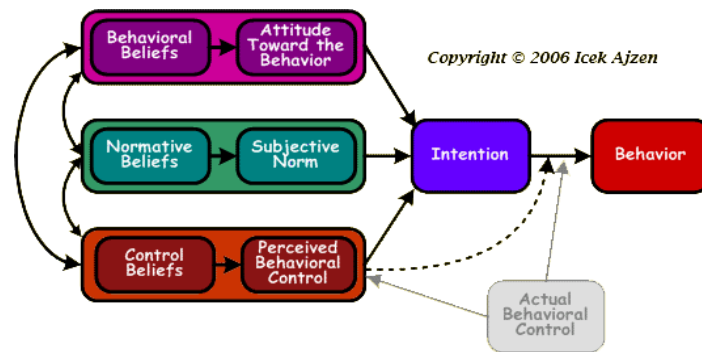 Behavioral
Beliefs
Attitude
Toward the
Behavior
Copyright © 2006 Icek Ajzen
Normative
Beliefs
Subjective
Norm
Intention
Behavior
Control
Beliefs
Perceived
Behavioral
Control
Actual
Behavioral
Control